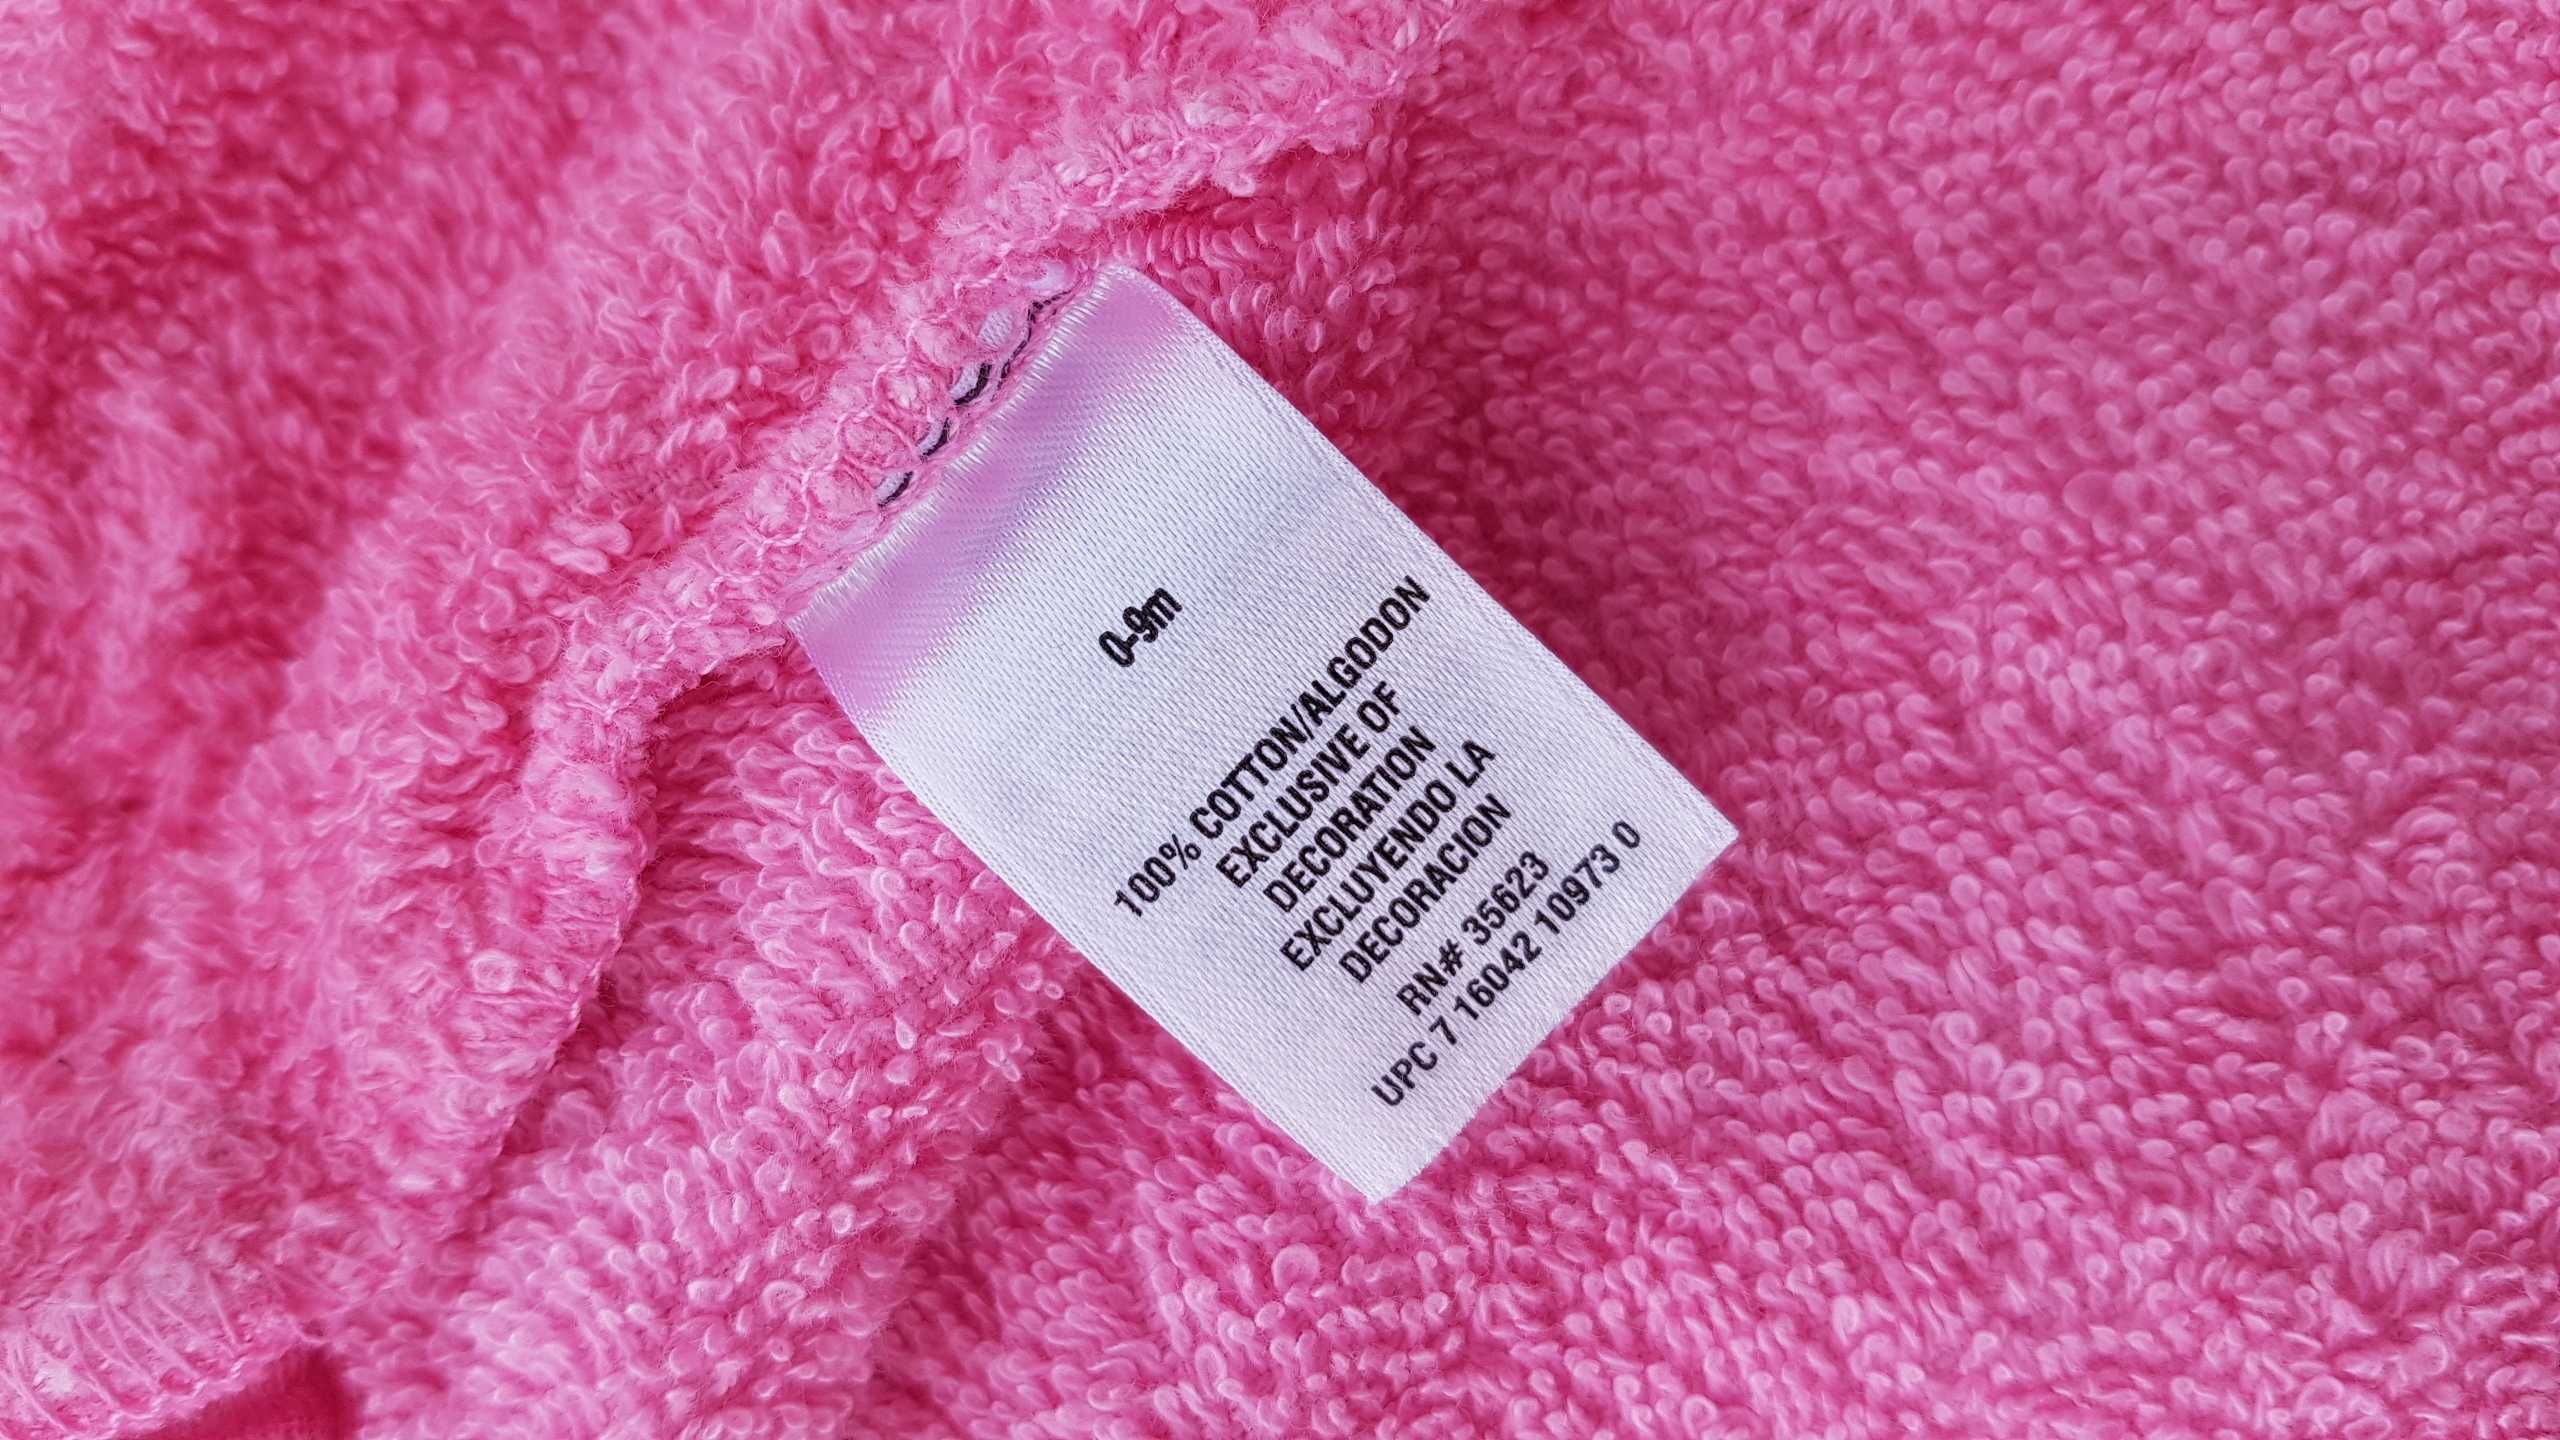 0-9m
100% COTTON/ALGODON
EXCLUSIVE OF
DECORATION
EXCLUYENDO LA
DECORACION
RN# 35623
UPC 7 16042 10973 0